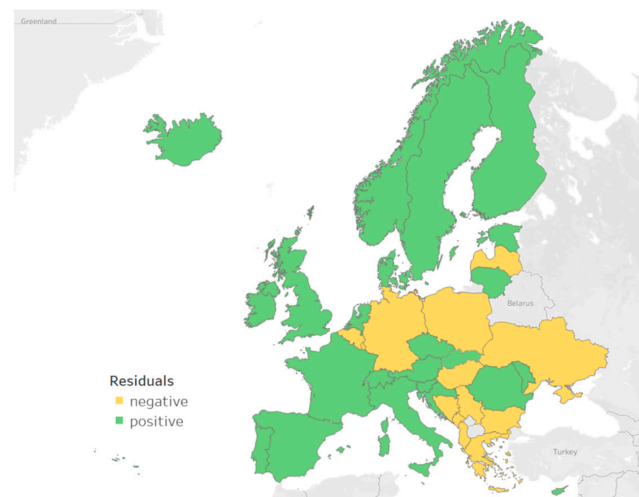 Greenland
Belarus
Residuals
negative
positive
Turkey